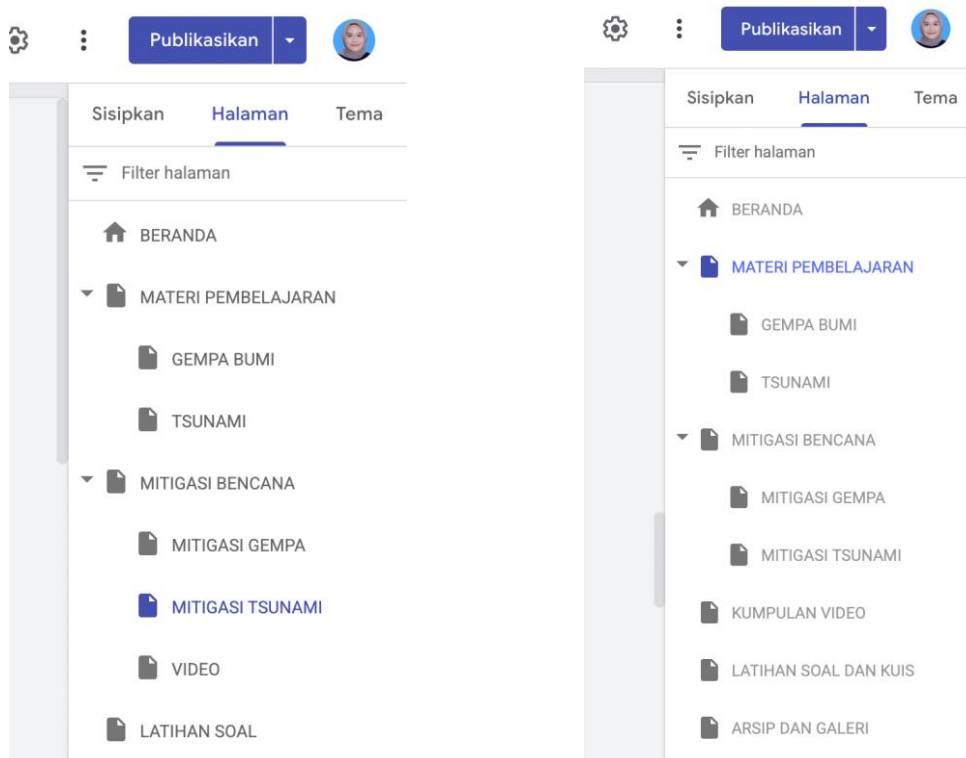 Publikasikan
Sisipkan Halaman Tema
Filter halaman
BERANDA
MATERI PEMBELAJARAN
GEMPA BUMI
TSUNAMI
MITIGASI BENCANA
MITIGASI GEMPA
MITIGASI TSUNAMI
VIDEO
LATIHAN SOAL
Publikasikan
Sisipkan Halaman Tema
Filter halaman
BERANDA
MATERI PEMBELAJARAN
GEMPA BUMI
TSUNAMI
MITIGASI BENCANA
MITIGASI GEMPA
MITIGASI TSUNAMI
KUMPULAN VIDEO
LATIHAN SOAL DAN KUIS
ARSIP DAN GALERI